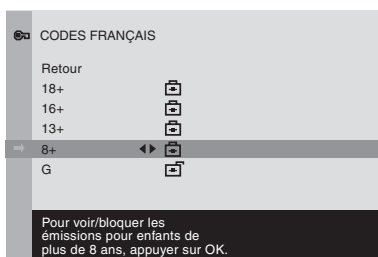 CODES FRANÇAIS
Retour
18+
16+
13+
8+
G
Pour voir/bloquer les
émissions pour enfants de
plus de 8 ans, appuyer sur OK.